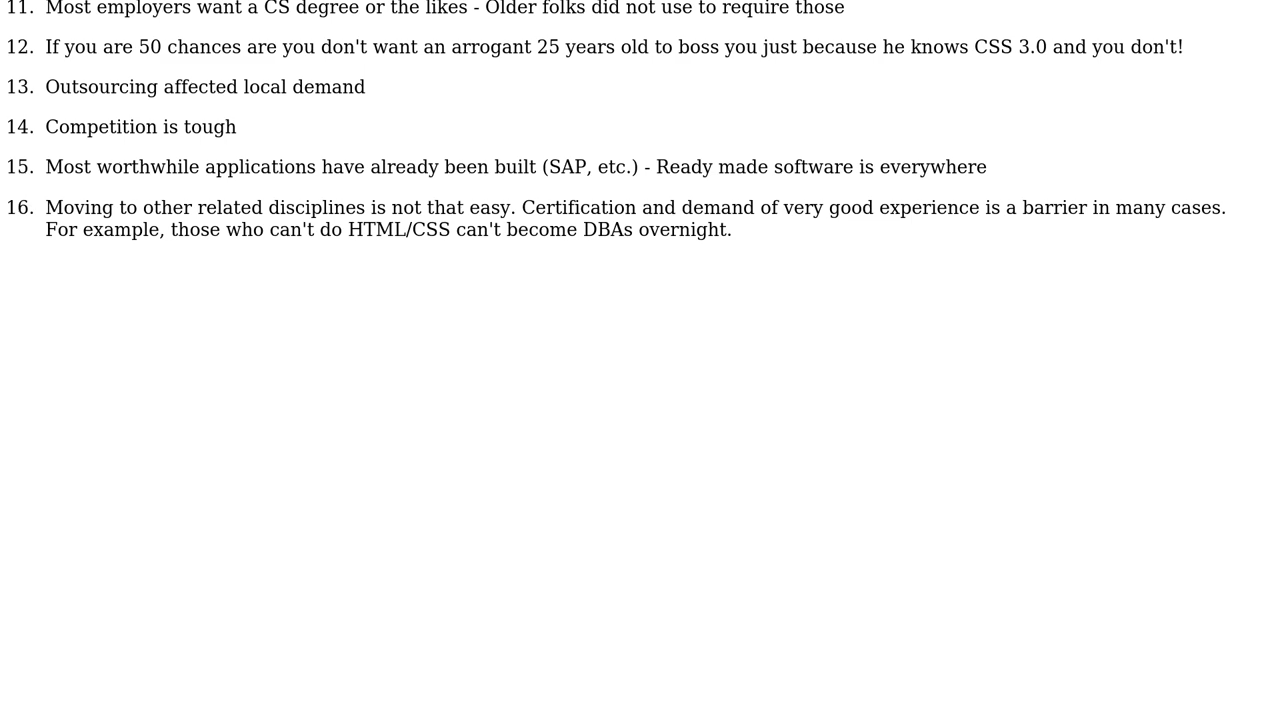 11. Most employers want a CS degree or the likes - Older folks did not use to require those
12. If you are 50 chances are you don't want an arrogant 25 years old to boss you just because he knows CSS 3.0 and you don't!
13. Outsourcing affected local demand
14. Competition is tough
15. Most worthwhile applications have already been built (SAP, etc.) - Ready made software is everywhere
16. Moving to other related disciplines is not that easy. Certification and demand of very good experience is a barrier in many cases.
For example, those who can't do HTML/CSS can't become DBAs overnight.